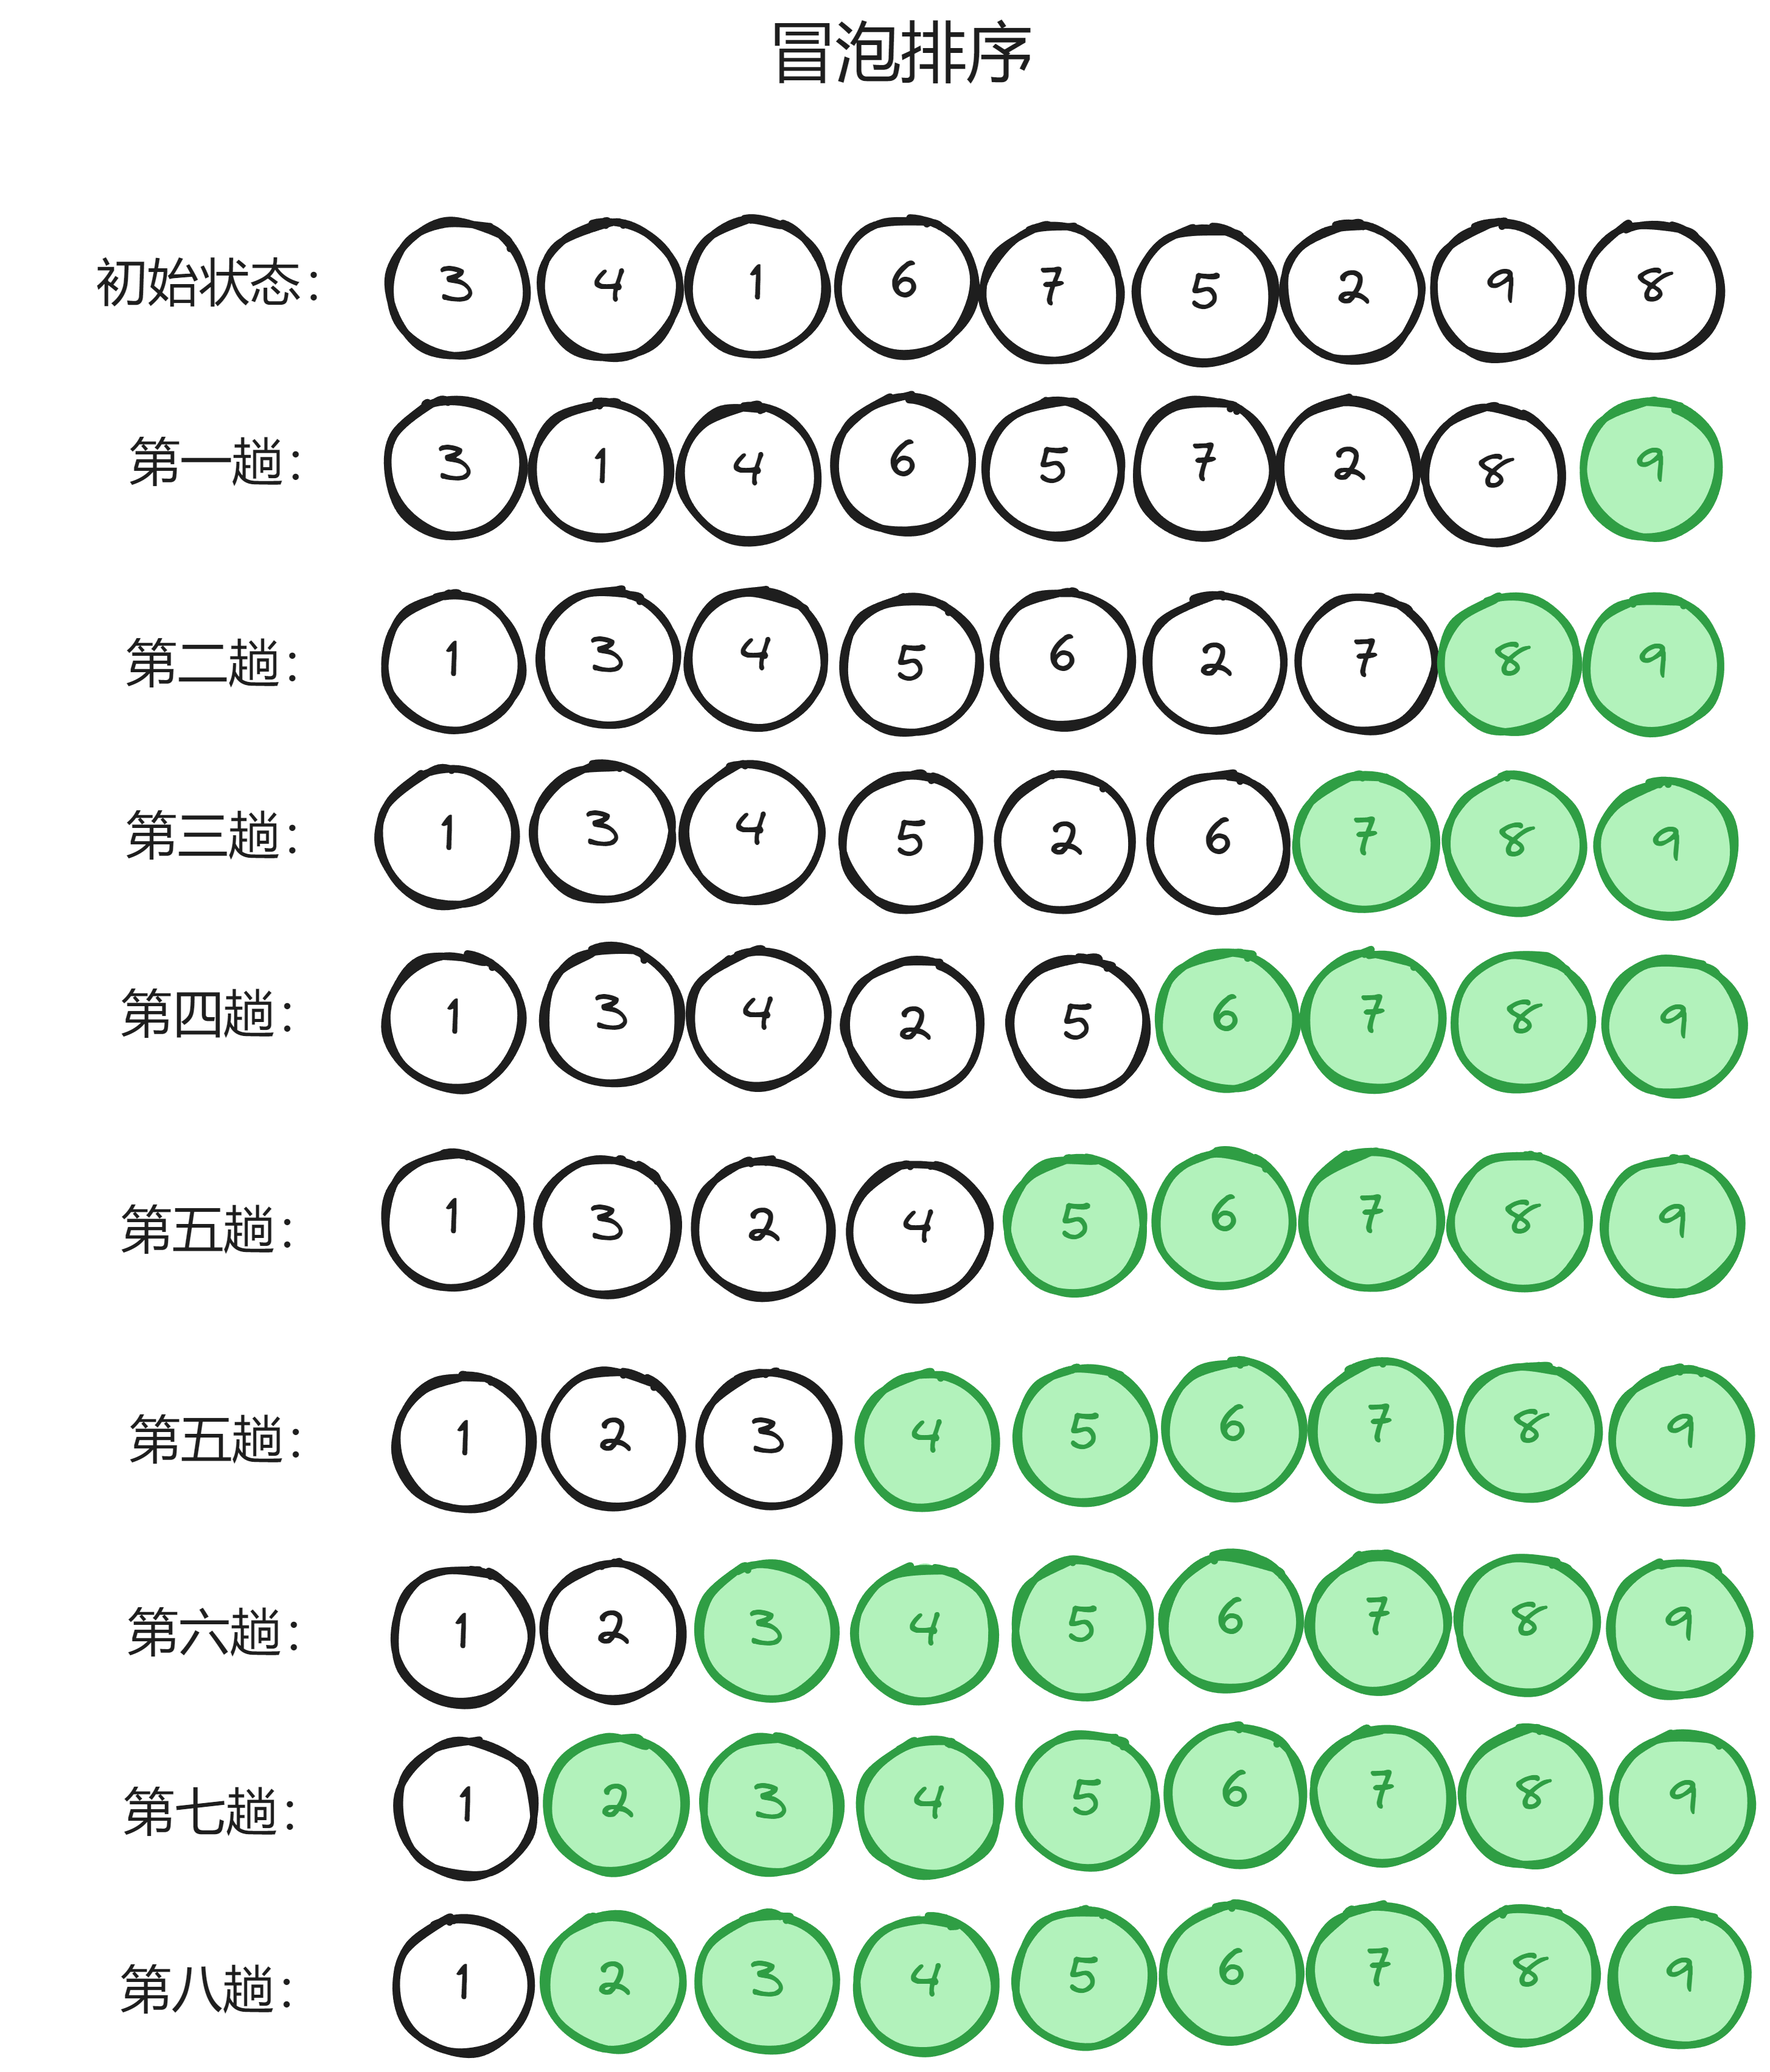 冒泡排序
初始状态: 3 4 1 6 7 5 2 9 8
第一趟: 3 1 4 6 5 7 2 8 9
第二趟: 1 3 4 5 6 2 7 8 9
第三趟: 1 3 4 5 2 6 7 8 9
第四趟: 1 3 4 2 5 6 7 8 9
第五趟: 1 3 2 4 5 6 7 8 9
第五趟: 1 2 3 4 5 6 7 8 9
第六趟: 1 2 3 4 5 6 7 8 9
第七趟: 1 2 3 4 5 6 7 8 9
第八趟: 1 2 3 4 5 6 7 8 9